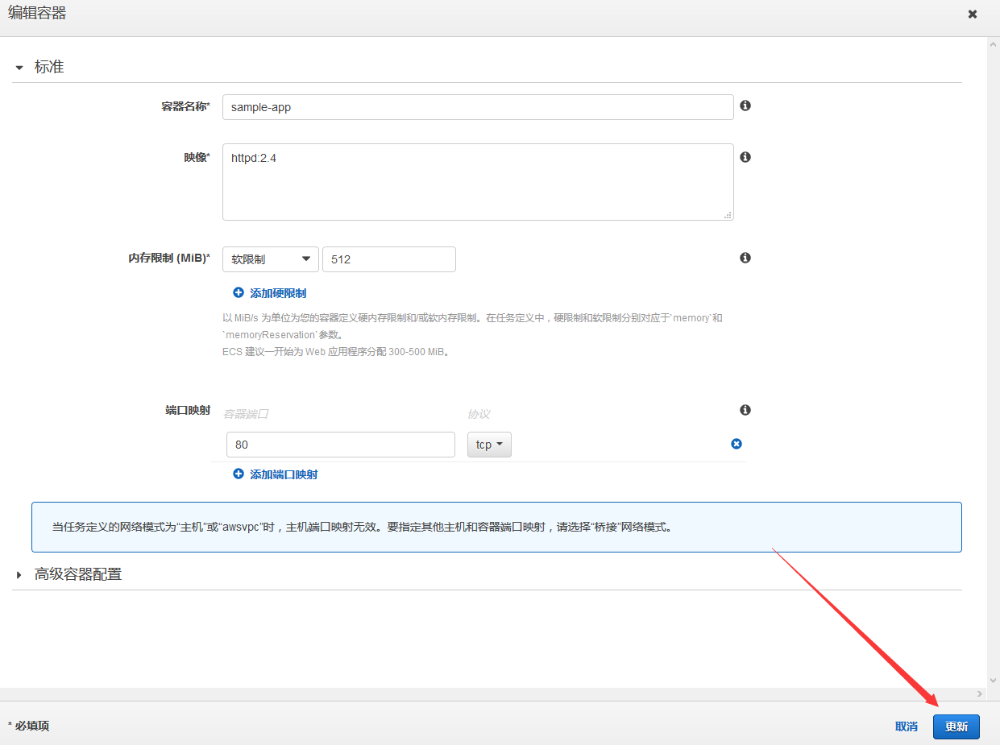 编辑容器
标准
容器名称*
sample-app
映像*
httpd:2.4
内存限制 (MiB)*
软限制
512
添加硬限制
以 MiB/s 为单位为您的容器定义硬内存限制和/或软内存限制。在任务定义中，硬限制和软限制分别对应于`memory`和
`memoryReservation`参数。
ECS 建议一开始为 Web 应用程序分配 300-500 MiB。
端口映射
容器端口
协议
80
tcp
添加端口映射
当任务定义的网络模式为“主机”或“awsvpc”时，主机端口映射无效。要指定其他主机和容器端口映射，请选择“桥接”网络模式。
高级容器配置
* 必填项
取消
更新